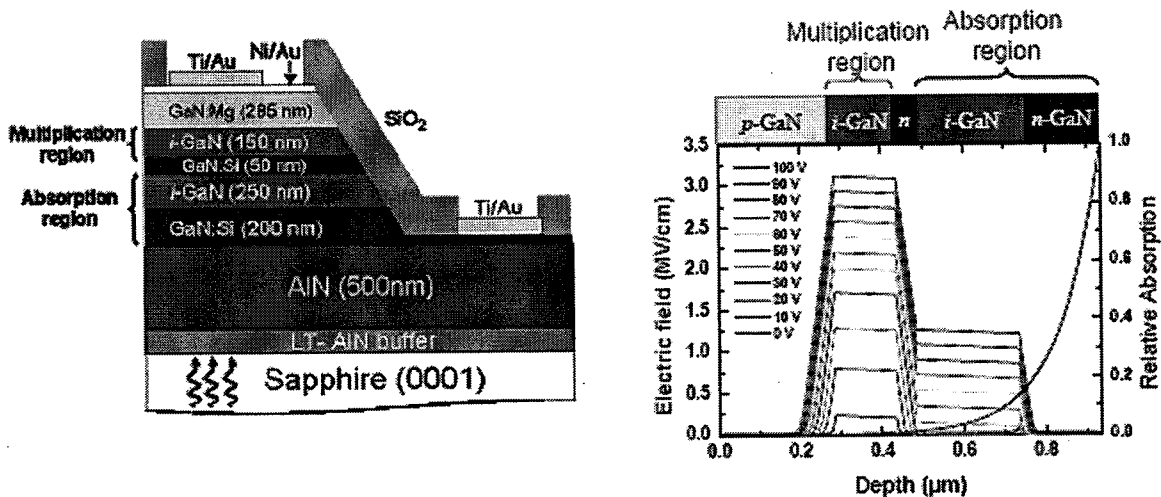 Ti/Au
Ni/Au
GaN:Mg (285 nm)
SiO₂
Multiplication
region
i-GaN (150 nm)
GaN:Si (50 nm)
Absorption
region
i-GaN (250 nm)
GaN:Si (200 nm)
Ti/Au
AlN (500nm)
LT- AlN buffer
Sapphire (0001)
Multiplication
region
Absorption
region
p-GaN
i-GaN
n
i-GaN
n-GaN
Electric field (MV/cm)
3.5
3.0
2.5
2.0
1.5
1.0
0.5
0.0
100 V
90 V
80 V
70 V
60 V
50 V
40 V
30 V
20 V
10 V
0 V
1.0
0.8
0.6
0.4
0.2
0.0
Relative Absorption
0.0 0.2 0.4 0.6 0.8
Depth (μm)